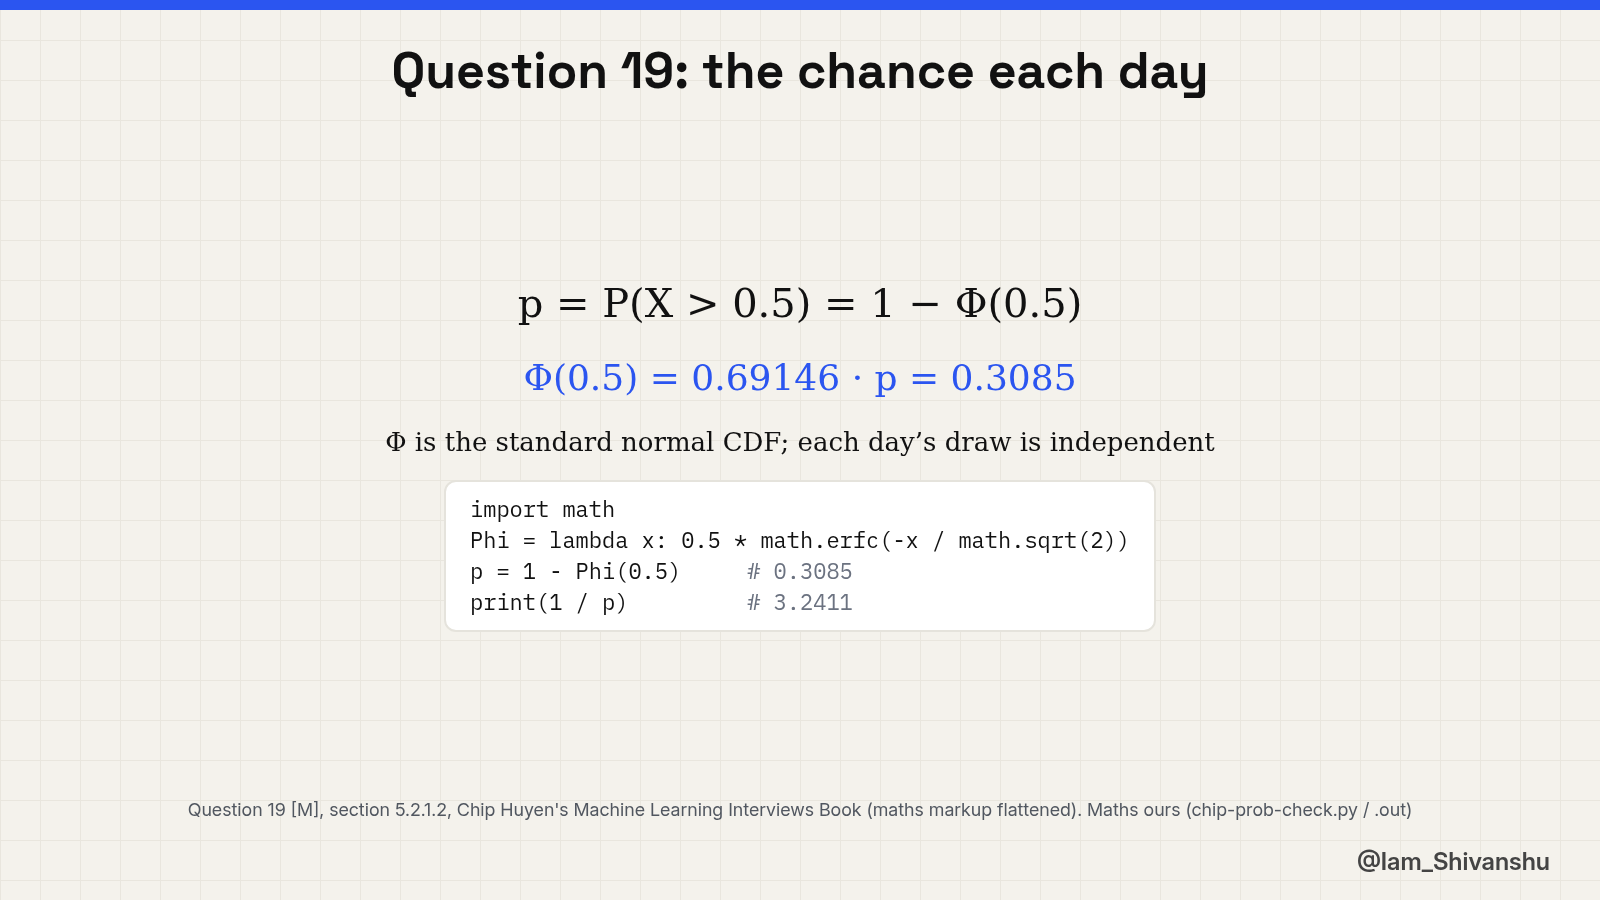 Question 19: the chance each day
p = P(X > 0.5) = 1 − Φ(0.5)
Φ(0.5) = 0.69146 · p = 0.3085
Φ is the standard normal CDF; each day’s draw is independent
import math
Phi = lambda x: 0.5 * math.erfc(-x / math.sqrt(2))
p = 1 - Phi(0.5)     # 0.3085
print(1 / p)         # 3.2411
Question 19 [M], section 5.2.1.2, Chip Huyen's Machine Learning Interviews Book (maths markup flattened). Maths ours (chip-prob-check.py / .out)
@Iam_Shivanshu